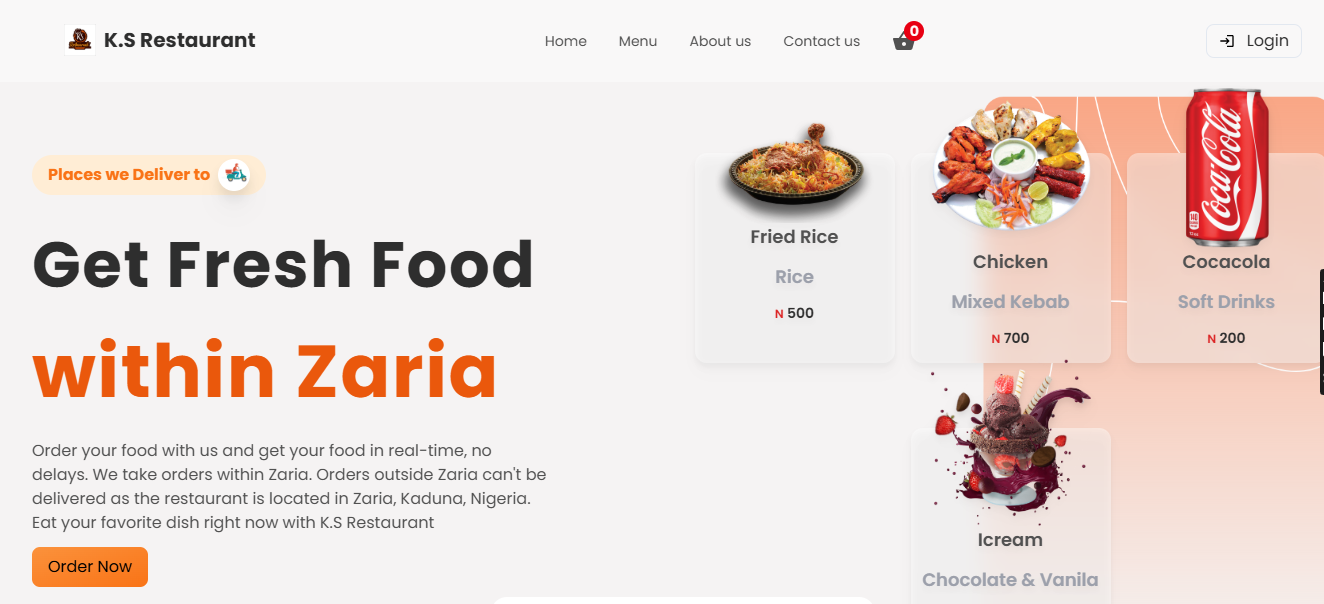 K.S Restaurant
Home
Menu
About us
Contact us
0
Login
Places we Deliver to
Get Fresh Food
within Zaria
Order your food with us and get your food in real-time, no
delays. We take orders within Zaria. Orders outside Zaria can't be
delivered as the restaurant is located in Zaria, Kaduna, Nigeria.
Eat your favorite dish right now with K.S Restaurant
Order Now
Fried Rice
Rice
N 500
Chicken
Mixed Kebab
N 700
Coca-Cola
Cocacola
Soft Drinks
N 200
Icream
Chocolate & Vanila